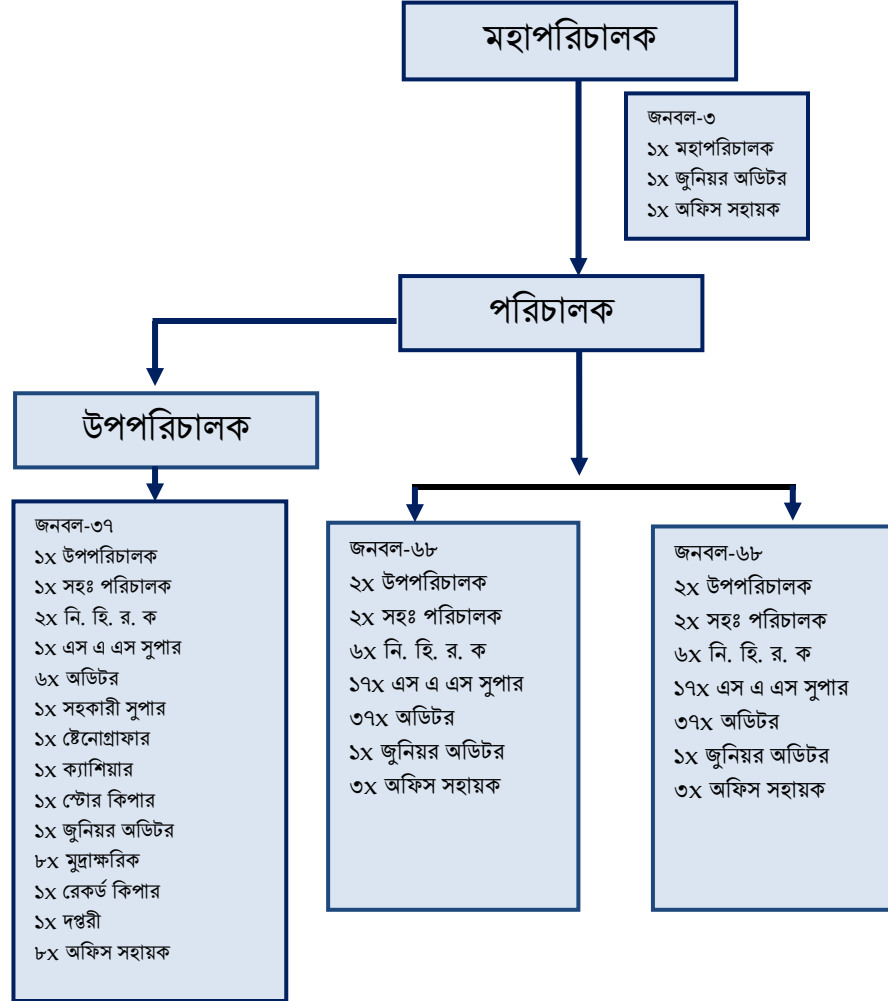 মহাপরিচালক
জনবল-৩
১x মহাপরিচালক
১x জুনিয়র অডিটর
১x অফিস সহায়ক
পরিচালক
উপপরিচালক
জনবল-৩৭
১x উপপরিচালক
১x সহঃ পরিচালক
২x নি. হি. র. ক
১x এস এ এস সুপার
৬x অডিটর
১x সহকারী সুপার
১x ষ্টেনোগ্রাফার
১x ক্যাশিয়ার
১x স্টোর কিপার
১x জুনিয়র অডিটর
৮x মুদ্রাক্ষরিক
১x রেকর্ড কিপার
১x দপ্তরী
৮x অফিস সহায়ক
জনবল-৬৮
২x উপপরিচালক
২x সহঃ পরিচালক
৬x নি. হি. র. ক
১৭x এস এ এস সুপার
৩৭x অডিটর
১x জুনিয়র অডিটর
৩x অফিস সহায়ক
জনবল-৬৮
২x উপপরিচালক
২x সহঃ পরিচালক
৬x নি. হি. র. ক
১৭x এস এ এস সুপার
৩৭x অডিটর
১x জুনিয়র অডিটর
৩x অফিস সহায়ক